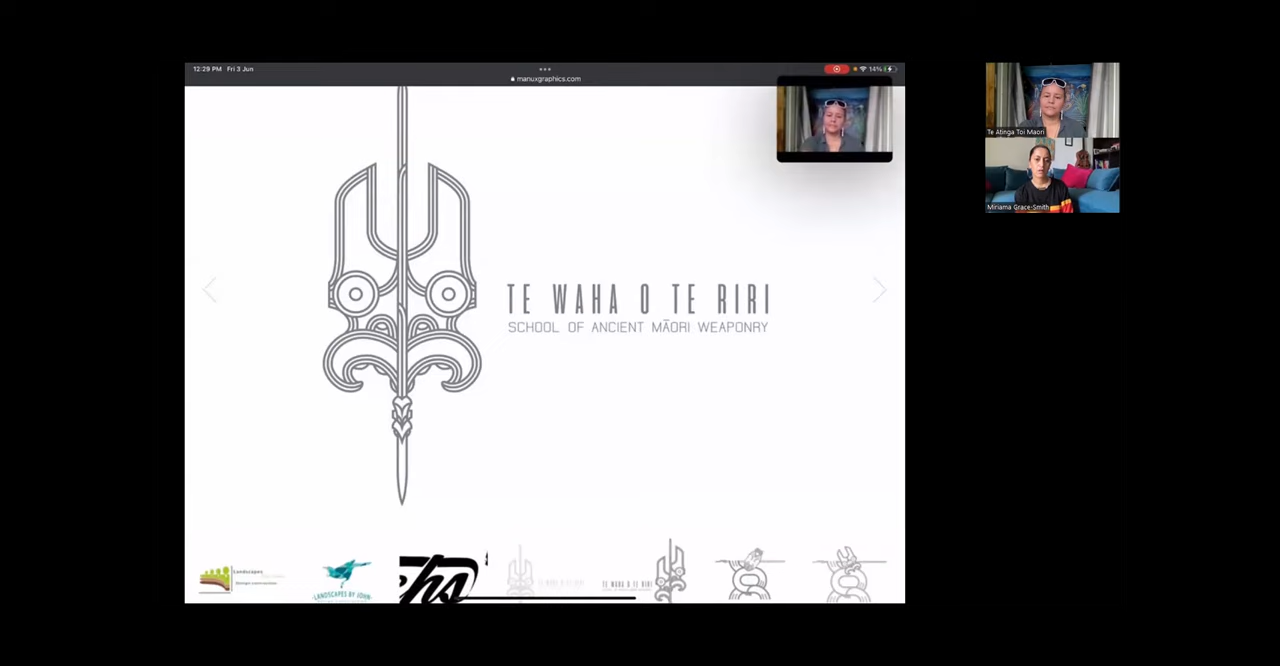 12:29 PM Fri 3 Jun
manuxgraphics.com
14%
Te Atinga Toi Maori
Miriama Grace-Smith
TE WAHA O TE RIRI
SCHOOL OF ANCIENT MĀORI WEAPONRY
Landscapes
LANDSCAPES BY JOHN
TE WAHA O TE RIRI